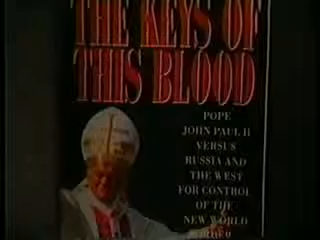 THE KEYS OF
THIS BLOOD
POPE
JOHN PAUL II
VERSUS
RUSSIA AND
THE WEST
FOR CONTROL
OF THE
NEW WORLD
ORDER